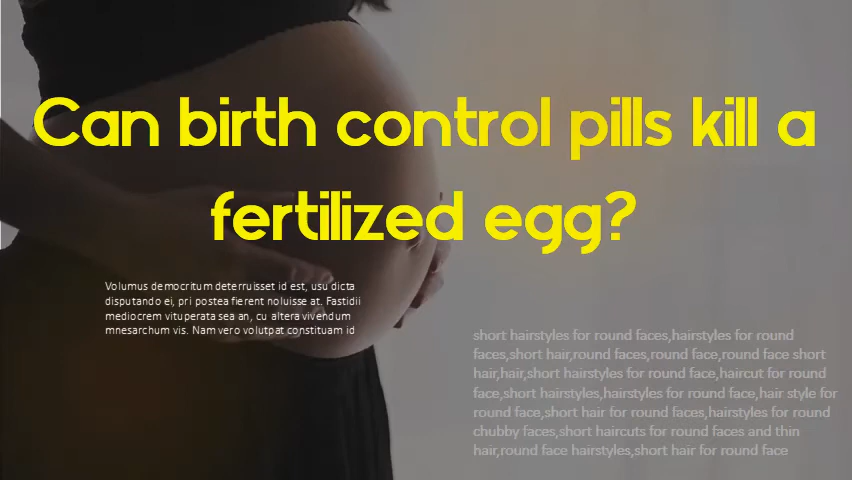 Can birth control pills kill a
fertilized egg?
Volumus democritum deterruisset id est, usu dicta
disputando ei, pri postea fierent noluisse at. Fastidii
mediocrem vituperata sea an, cu altera vivendum
mnesarchum vis. Nam vero volutpat constituam id
short hairstyles for round faces,hairstyles for round
faces,short hair,round faces,round face,round face short
hair,hair,short hairstyles for round face,haircut for round
face,short hairstyles,hairstyles for round face,hair style for
round face,short hair for round faces,hairstyles for round
chubby faces,short haircuts for round faces and thin
hair,round face hairstyles,short hair for round face